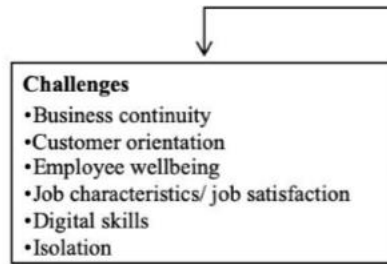 Challenges
•Business continuity
•Customer orientation
•Employee wellbeing
•Job characteristics/ job satisfaction
•Digital skills
•Isolation